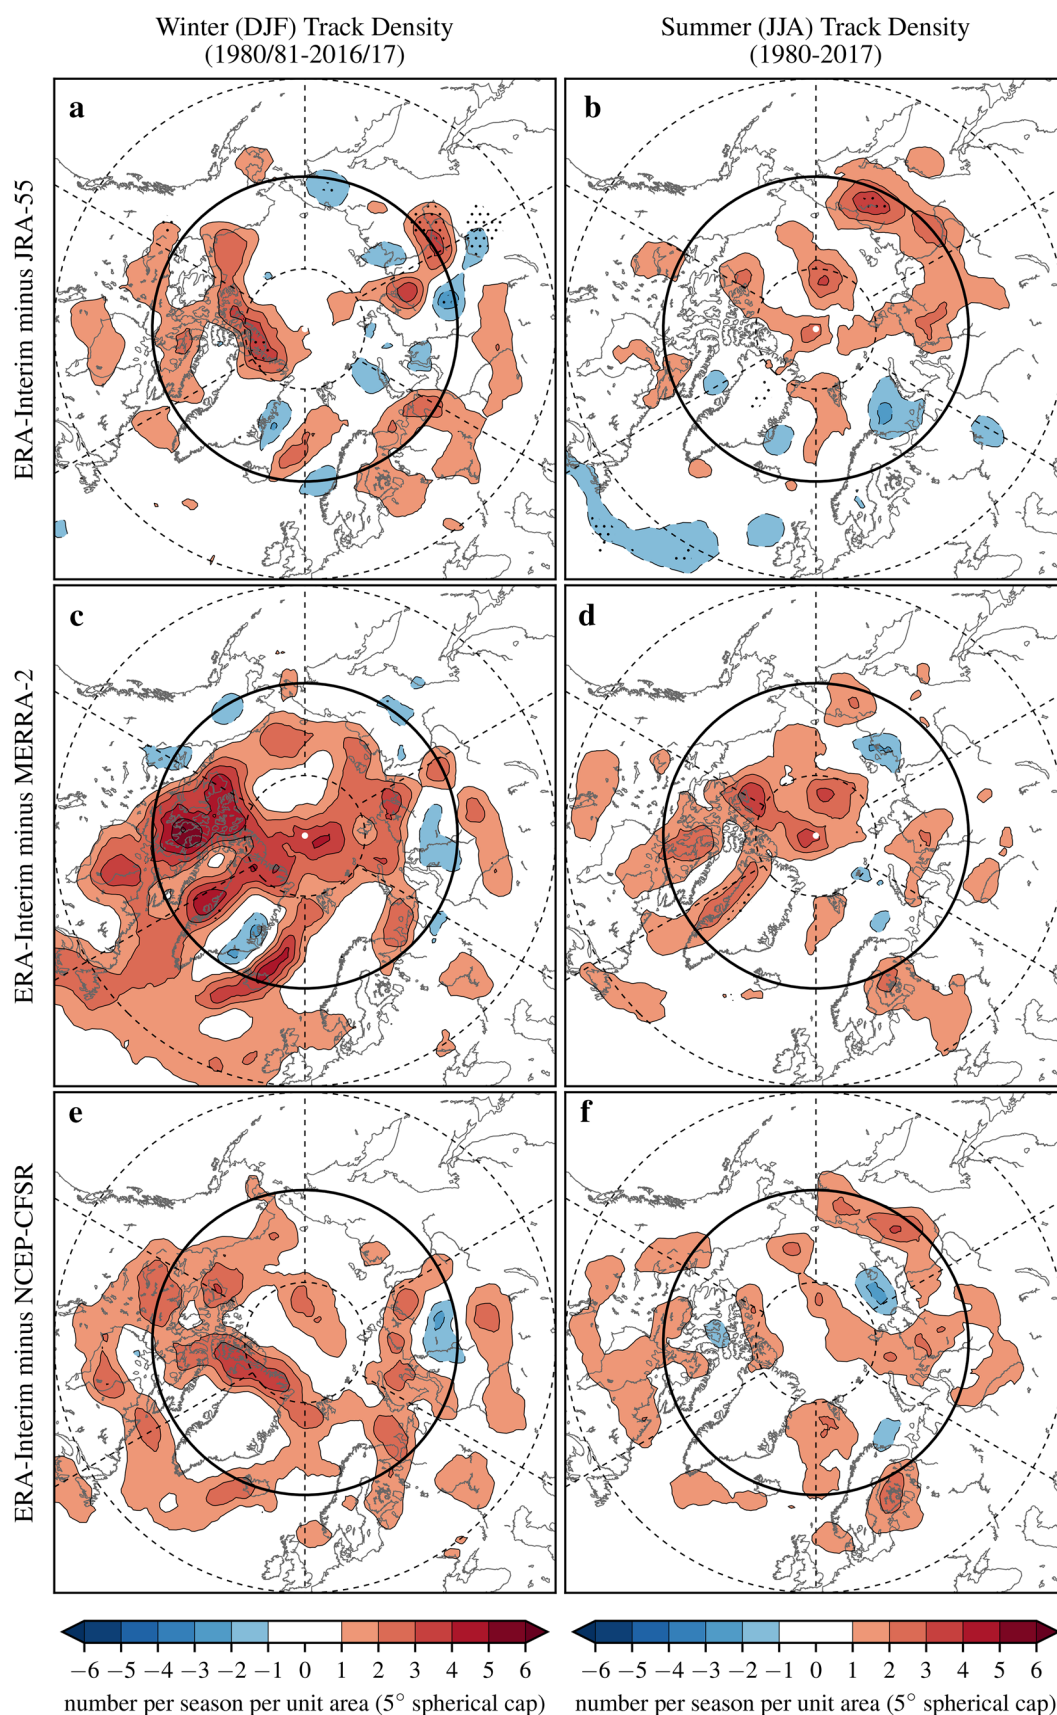 Winter (DJF) Track Density
(1980/81-2016/17)
Summer (JJA) Track Density
(1980-2017)
ERA-Interim minus JRA-55
a
b
ERA-Interim minus MERRA-2
c
d
ERA-Interim minus NCEP-CFSR
e
f
−6 −5 −4 −3 −2 −1 0 1 2 3 4 5 6
number per season per unit area (5° spherical cap)
−6 −5 −4 −3 −2 −1 0 1 2 3 4 5 6
number per season per unit area (5° spherical cap)